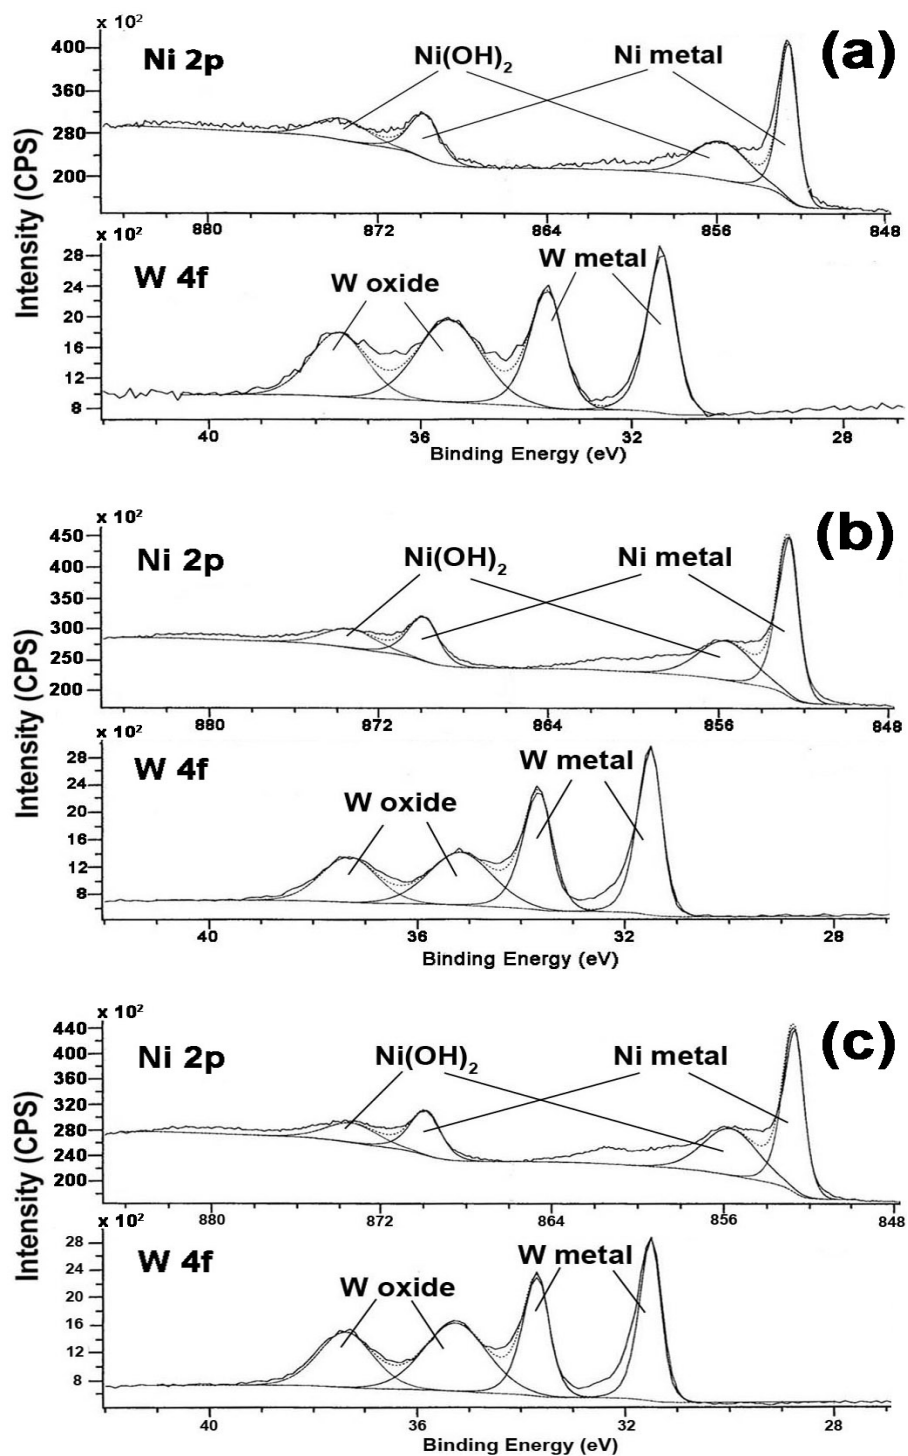 x 10²
(a)
Ni 2p
Ni(OH)₂
Ni metal
400
360
280
200
880
872
864
856
848
x 10²
W 4f
W oxide
W metal
28
24
20
16
12
8
40
36
32
28
Binding Energy (eV)
Intensity (CPS)
x 10²
(b)
Ni 2p
Ni(OH)₂
Ni metal
450
400
350
300
250
200
880
872
864
856
848
W 4f
W oxide
W metal
28
24
20
12
8
40
36
32
28
Binding Energy (eV)
Intensity (CPS)
x 10²
(c)
Ni 2p
Ni(OH)₂
Ni metal
440
400
360
320
280
240
200
880
872
864
856
848
x 10²
W 4f
W oxide
W metal
28
24
20
16
12
8
40
36
32
28
Binding Energy (eV)
Intensity (CPS)